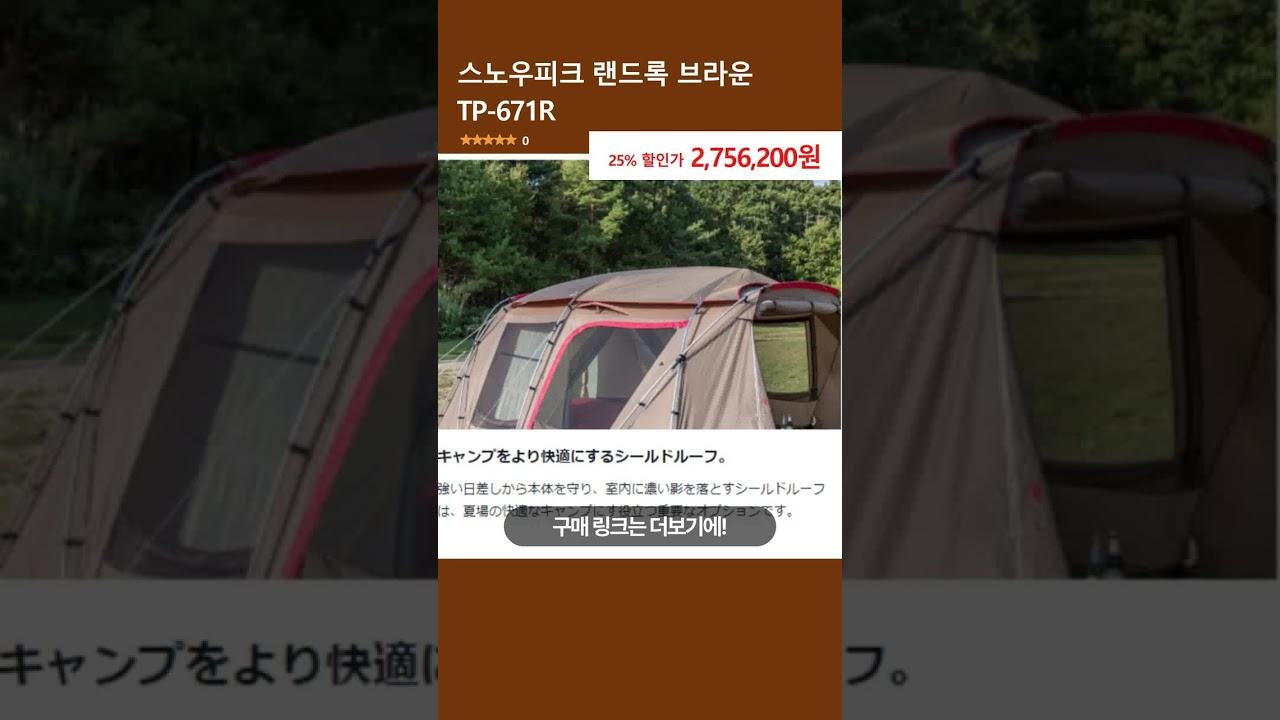 스노우피크 랜드록 브라운
TP-671R
★★★★★ 0
25% 할인가 2,756,200원
キャンプをより快適にするシールドルーフ。
強い日差しから本体を守り、室内に濃い影を落とすシールドルーフ
は、夏場の快適なキャンプにす役立つ重要なオプションです。
구매 링크는 더보기에!
キャンプをより快適に
フ。